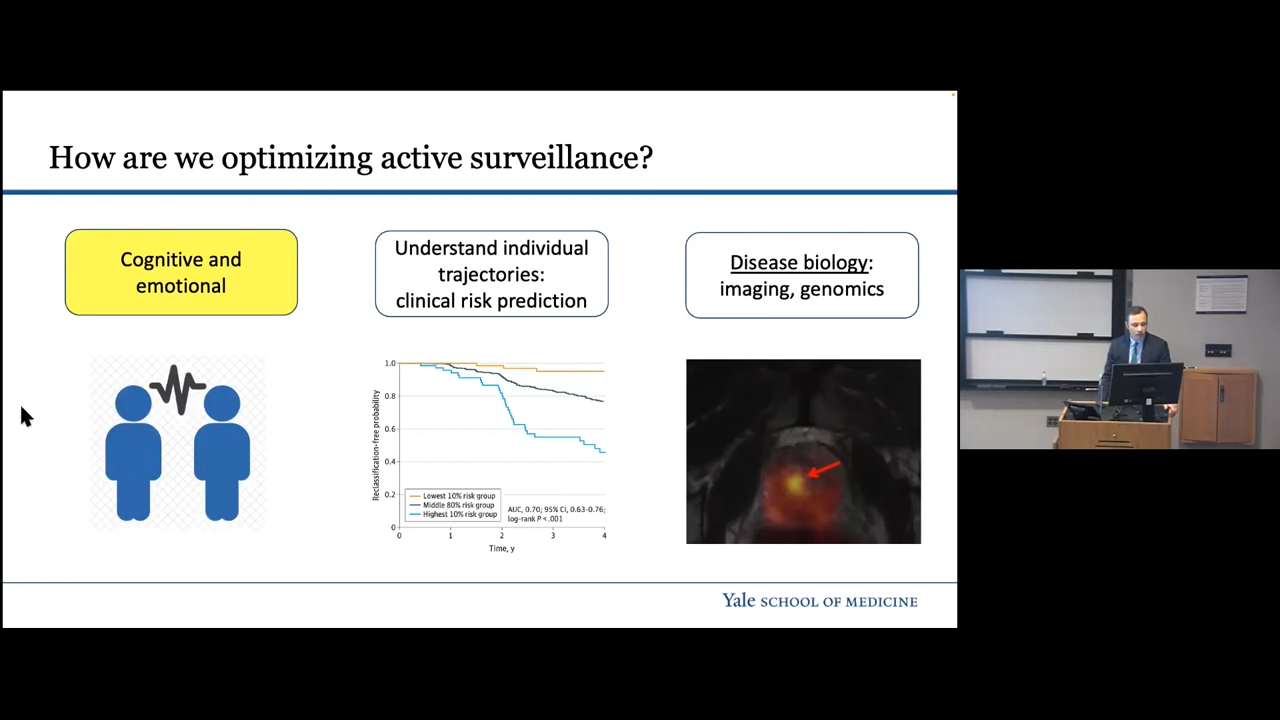 How are we optimizing active surveillance?
Cognitive and
emotional
Understand individual
trajectories:
clinical risk prediction
Disease biology:
imaging, genomics
Reclassification-free probability
1.0
0.8
0.6
0.4
0.2
0
Lowest 10% risk group
Middle 80% risk group
Highest 10% risk group
AUC, 0.70; 95% CI, 0.63-0.76;
log-rank P < .001
0 1 2 3 4
Time, y
Yale SCHOOL OF MEDICINE